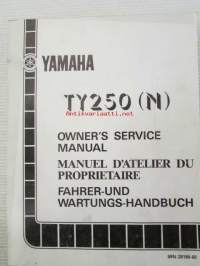 YAMAHA
TY250 (N)
OWNER'S SERVICE
MANUAL
MANUEL D'ATELIER DU
PROPRIETAIRE
FAHRER-UND
WARTUNGS-HANDBUCH